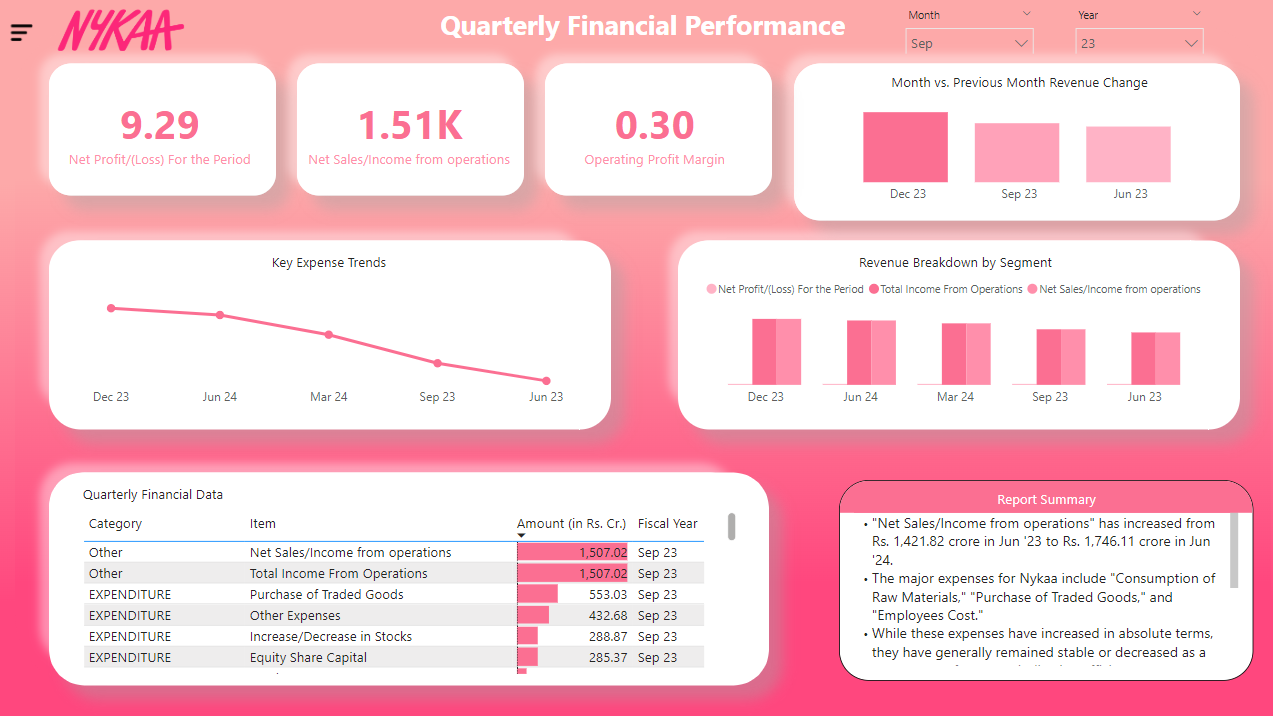 NYKAA
Quarterly Financial Performance
Month
Sep
Year
23
9.29
Net Profit/(Loss) For the Period
1.51K
Net Sales/Income from operations
0.30
Operating Profit Margin
Month vs. Previous Month Revenue Change
Dec 23 Sep 23 Jun 23
Key Expense Trends
Dec 23 Jun 24 Mar 24 Sep 23 Jun 23
Revenue Breakdown by Segment
Net Profit/(Loss) For the Period Total Income From Operations Net Sales/Income from operations
Dec 23 Jun 24 Mar 24 Sep 23 Jun 23
Quarterly Financial Data
Category Item Amount (in Rs. Cr.) Fiscal Year
Other Net Sales/Income from operations 1,507.02 Sep 23
Other Total Income From Operations 1,507.02 Sep 23
EXPENDITURE Purchase of Traded Goods 553.03 Sep 23
EXPENDITURE Other Expenses 432.68 Sep 23
EXPENDITURE Increase/Decrease in Stocks 288.87 Sep 23
EXPENDITURE Equity Share Capital 285.37 Sep 23
Report Summary
• "Net Sales/Income from operations" has increased from
Rs. 1,421.82 crore in Jun '23 to Rs. 1,746.11 crore in Jun
'24.
• The major expenses for Nykaa include "Consumption of
Raw Materials," "Purchase of Traded Goods," and
"Employees Cost."
• While these expenses have increased in absolute terms,
they have generally remained stable or decreased as a